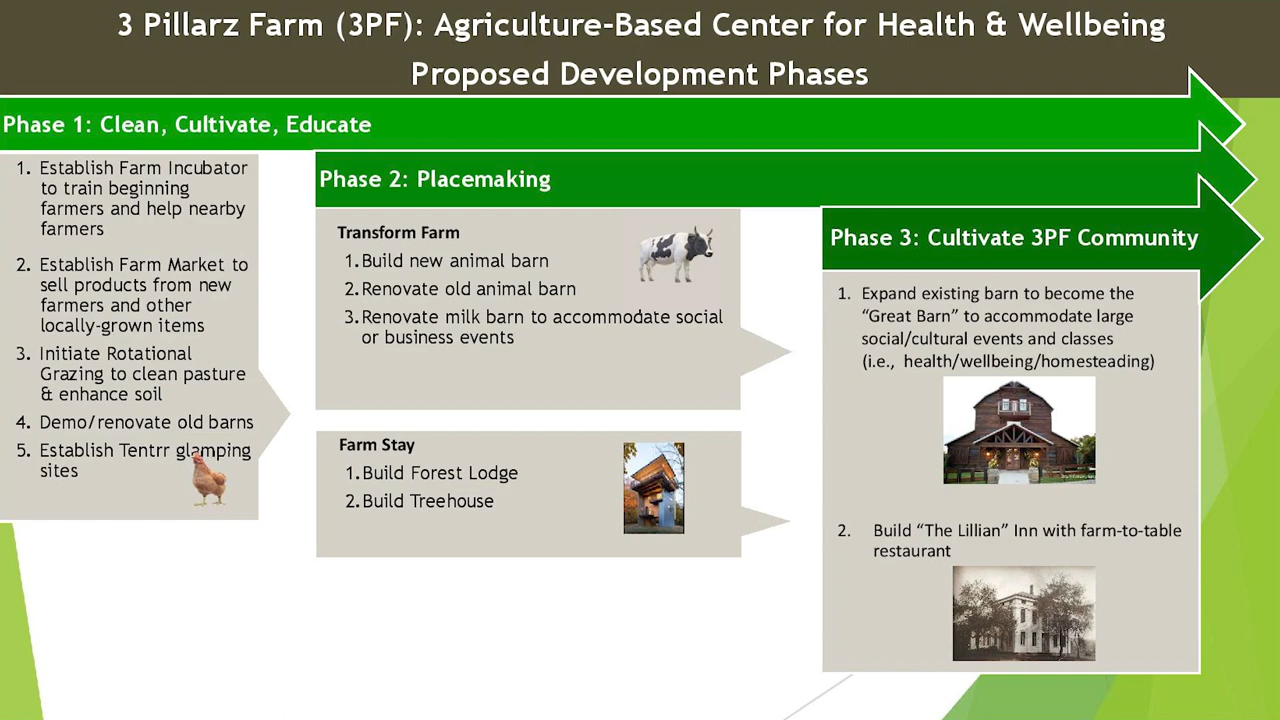 3 Pillarz Farm (3PF): Agriculture-Based Center for Health & Wellbeing
Proposed Development Phases
Phase 1: Clean, Cultivate, Educate
1. Establish Farm Incubator
to train beginning
farmers and help nearby
farmers
2. Establish Farm Market to
sell products from new
farmers and other
locally-grown items
3. Initiate Rotational
Grazing to clean pasture
& enhance soil
4. Demo/renovate old barns
5. Establish Tentrr glamping
sites
Phase 2: Placemaking
Transform Farm
1. Build new animal barn
2. Renovate old animal barn
3. Renovate milk barn to accommodate social
or business events
Farm Stay
1. Build Forest Lodge
2. Build Treehouse
Phase 3: Cultivate 3PF Community
1. Expand existing barn to become the
“Great Barn” to accommodate large
social/cultural events and classes
(i.e., health/wellbeing/homesteading)
2. Build “The Lillian” Inn with farm-to-table
restaurant